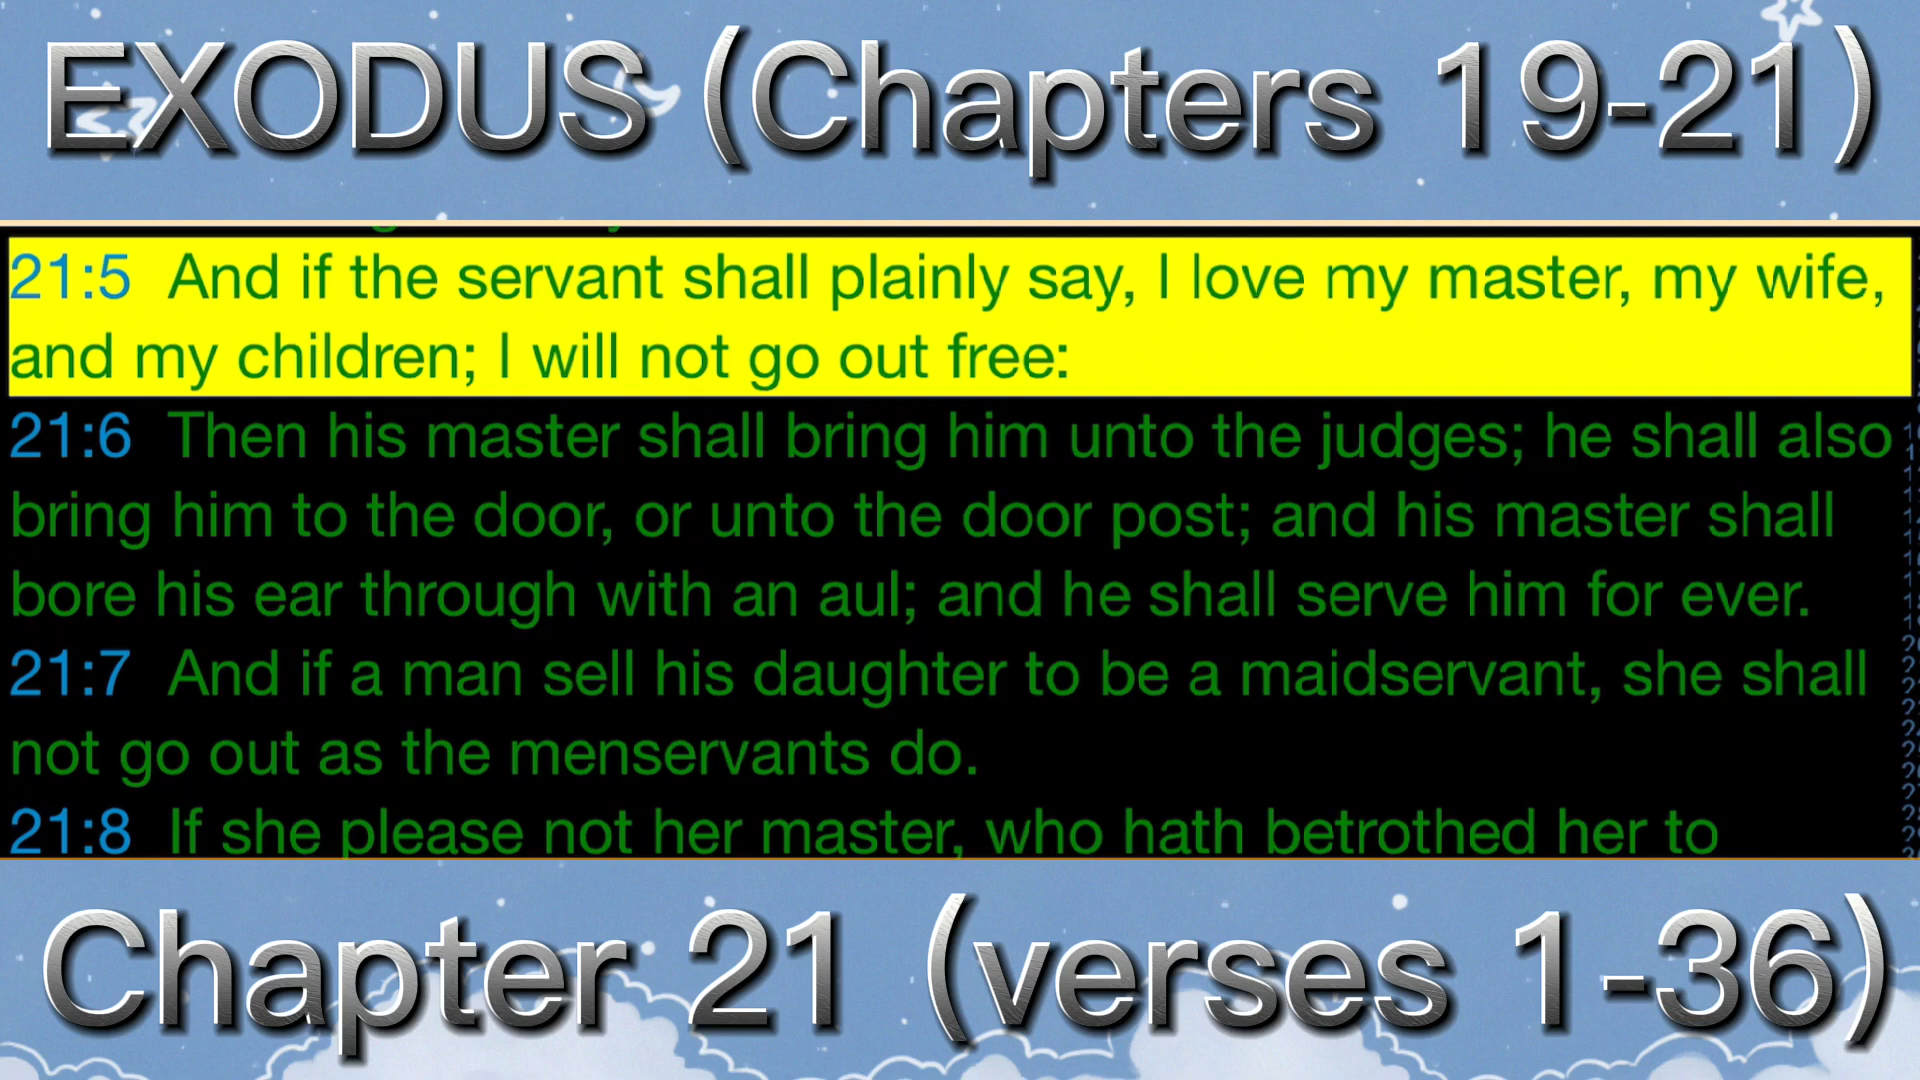 EXODUS (Chapters 19-21)
21:5 And if the servant shall plainly say, I love my master, my wife,
and my children; I will not go out free:
21:6 Then his master shall bring him unto the judges; he shall also
bring him to the door, or unto the door post; and his master shall
bore his ear through with an aul; and he shall serve him for ever.
21:7 And if a man sell his daughter to be a maidservant, she shall
not go out as the menservants do.
21:8 If she please not her master, who hath betrothed her to
Chapter 21 (verses 1-36)